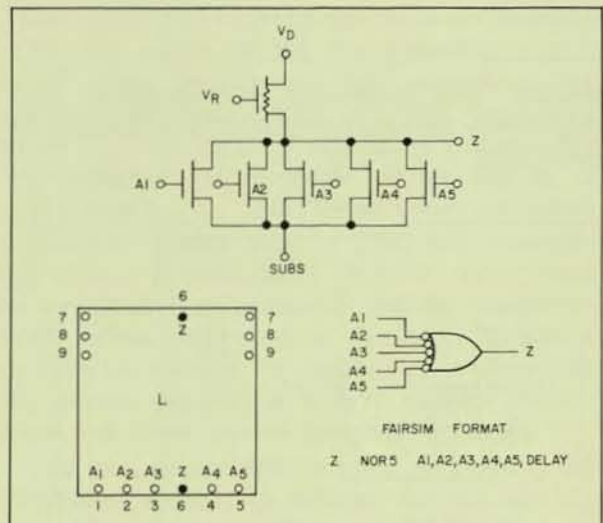 VD
VR
Z
A1
A2
A3
A4
A5
SUBS
6
Z
7
7
8
8
9
9
L
A1 A2 A3 Z A4 A5
1 2 3 6 4 5
A1
A2
A3
A4
A5
Z
FAIRSIM FORMAT
Z NOR5 A1,A2,A3,A4,A5, DELAY